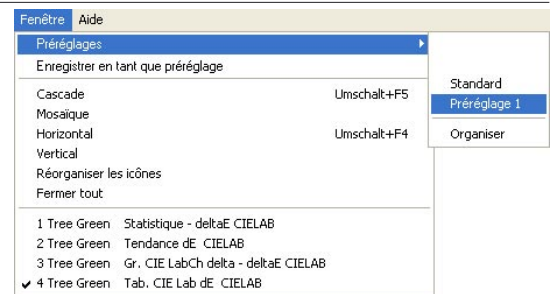 Fenêtre Aide
Préréglages
Enregistrer en tant que préréglage
Cascade Umschalt+F5
Mosaïque
Horizontal Umschalt+F4
Vertical
Réorganiser les icônes
Fermer tout
1 Tree Green Statistique - deltaE CIELAB
2 Tree Green Tendance dE CIELAB
3 Tree Green Gr. CIE LabCh delta - deltaE CIELAB
4 Tree Green Tab. CIE Lab dE CIELAB
Standard
Préréglage 1
Organiser